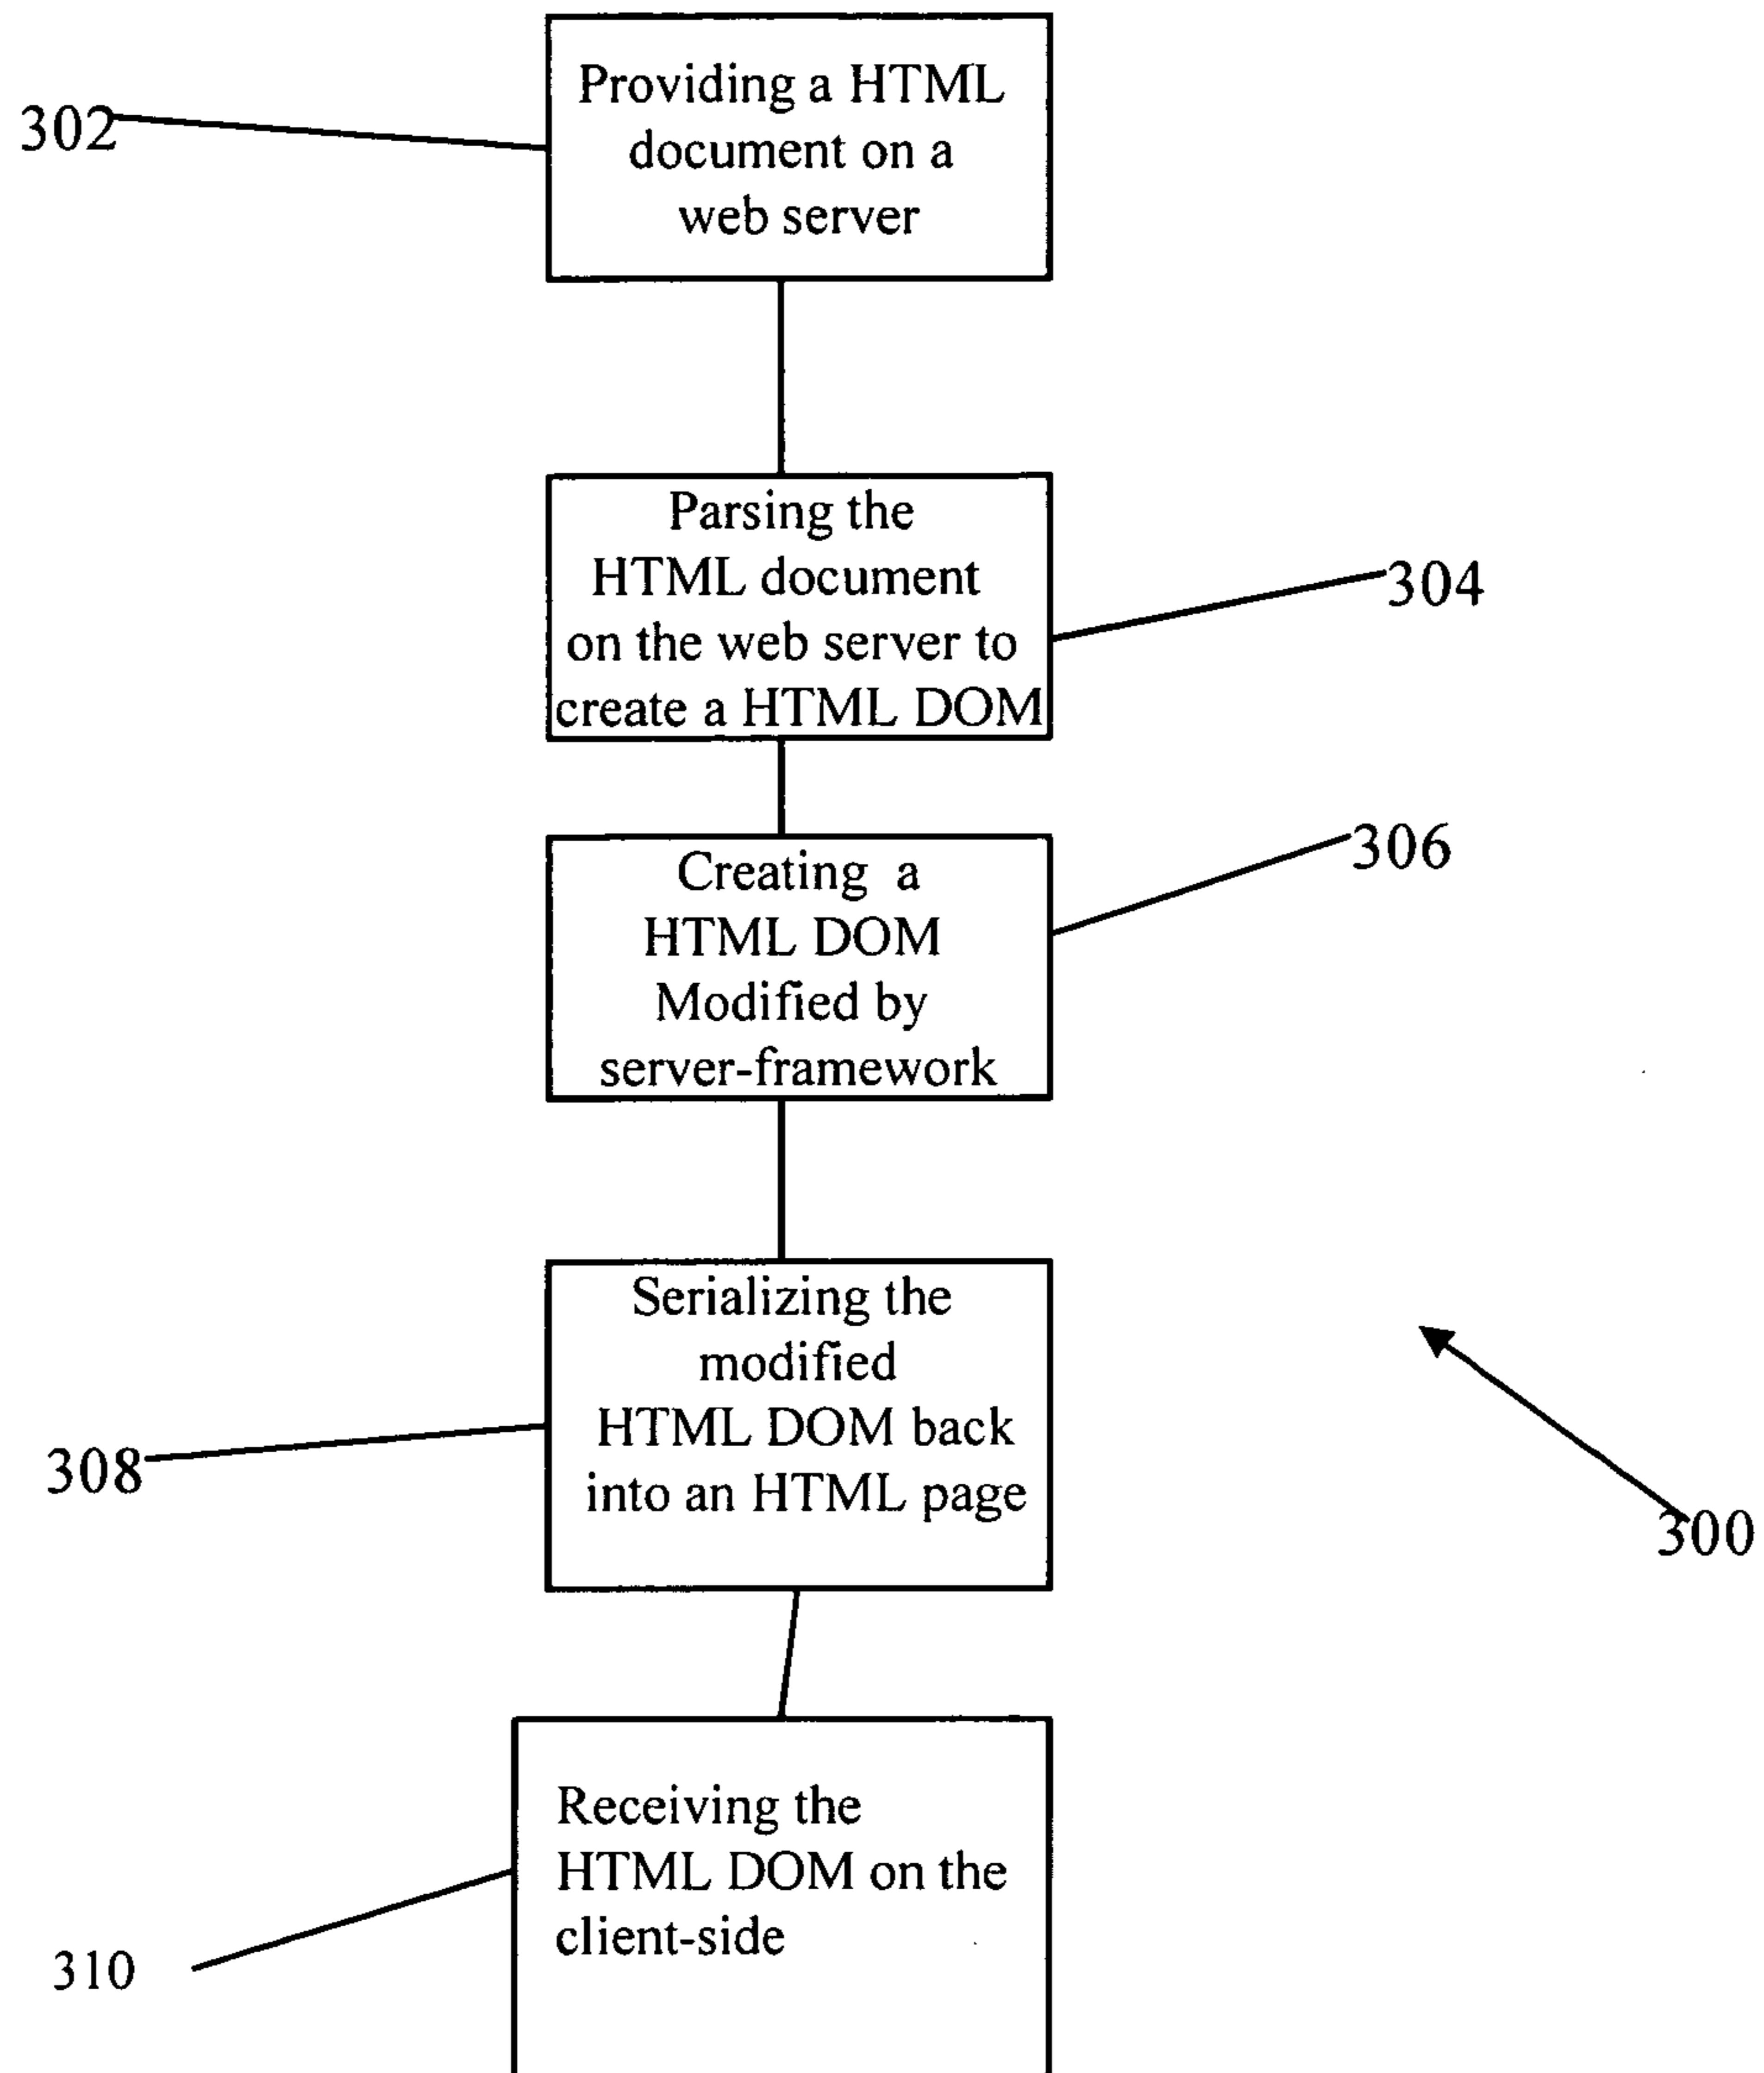 Providing a HTML
document on a
web server
302
Parsing the
HTML document
on the web server to
create a HTML DOM
304
Creating a
HTML DOM
Modified by
server-framework
306
Serializing the
modified
HTML DOM back
into an HTML page
308
300
Receiving the
HTML DOM on the
client-side
310